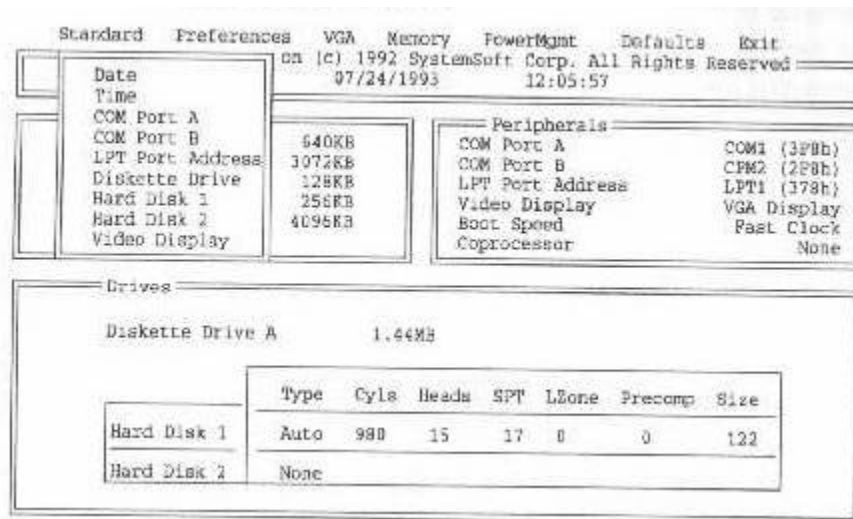 Standard Preferences VGA Memory PowerMgmt Defaults Exit
on (c) 1992 SystemSoft Corp. All Rights Reserved
07/24/1993 12:05:57
Date
Time
COM Port A
COM Port B
LPT Port Address
Diskette Drive
Hard Disk 1
Hard Disk 2
Video Display
640KB
3072KB
128KB
256KB
4096KB
Peripherals
COM Port A COM1 (3F8h)
COM Port B CPM2 (2F8h)
LPT Port Address LPT1 (378h)
Video Display VGA Display
Boot Speed Fast Clock
Coprocessor None
Drives
Diskette Drive A 1.44MB
Type Cyls Heads SPT LZone Precomp Size
Hard Disk 1 Auto 980 15 17 0 0 122
Hard Disk 2 None